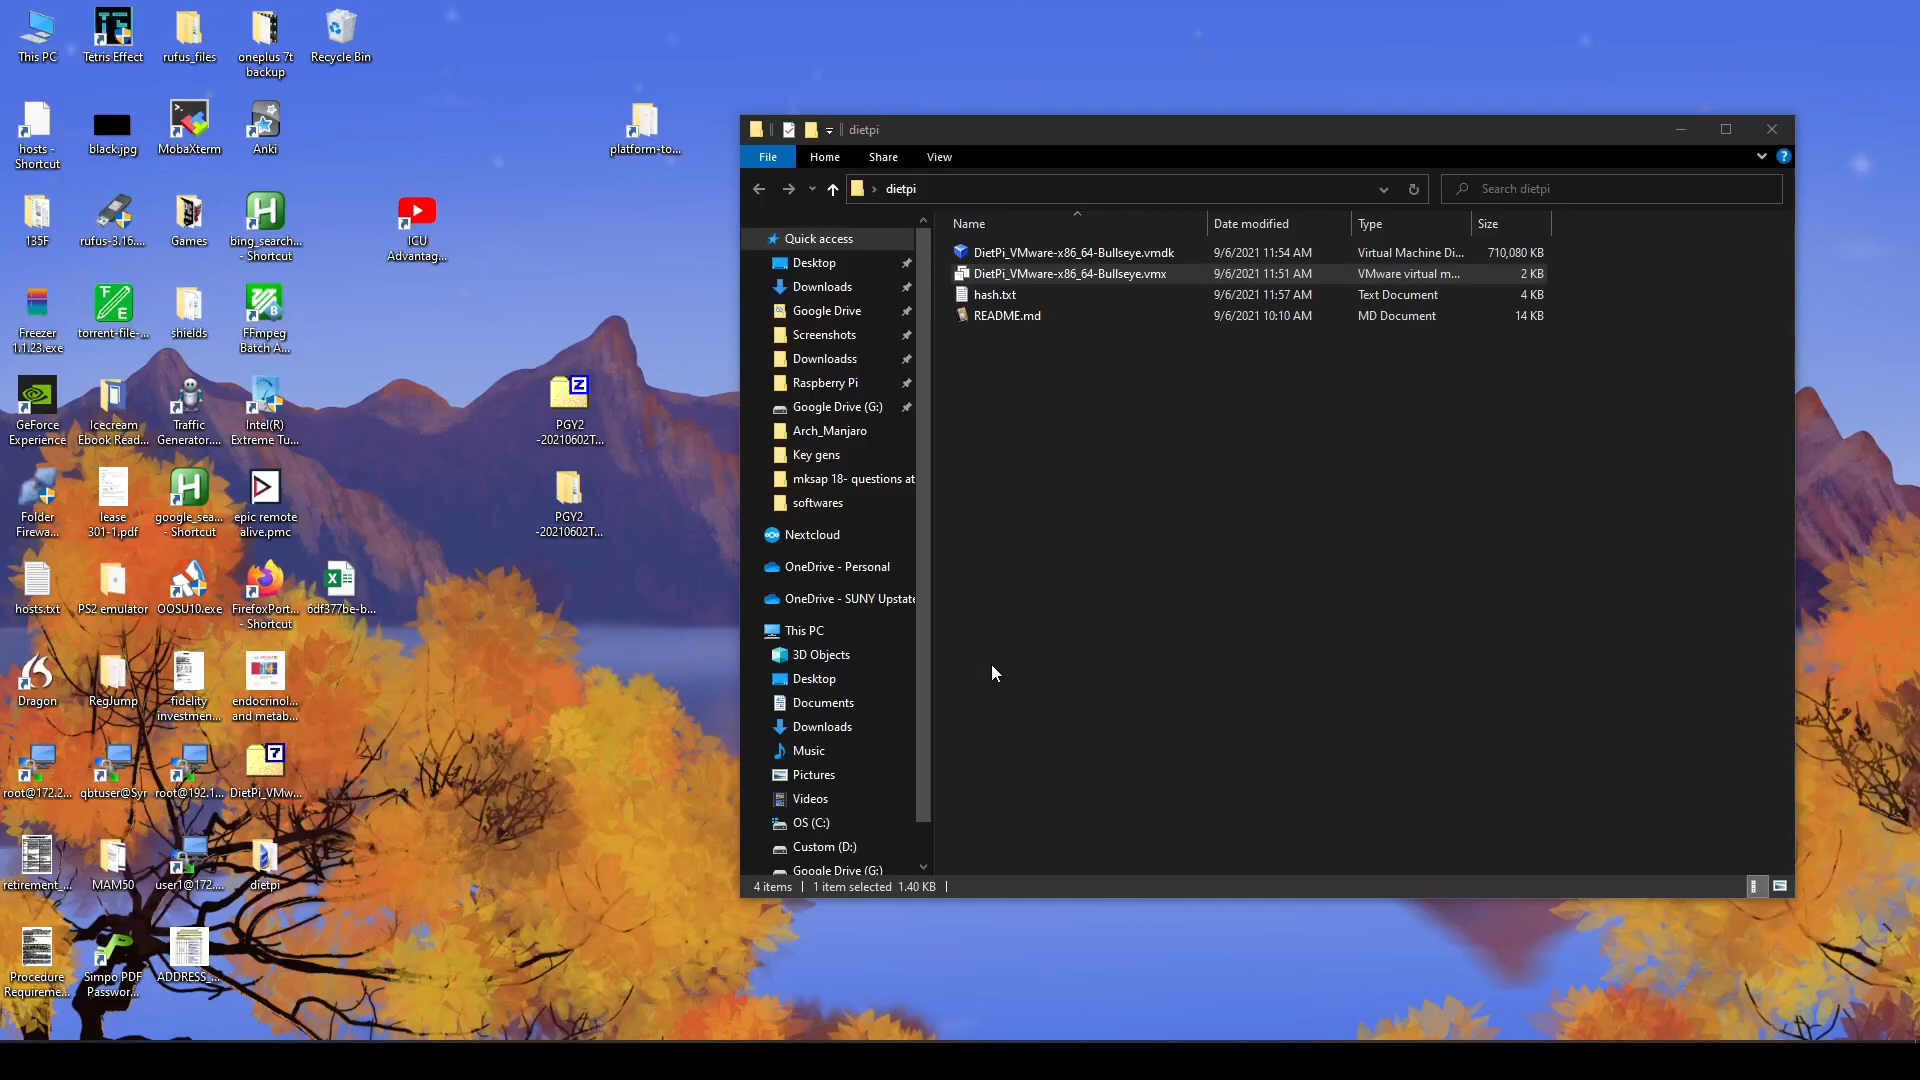 This PC
Tetris Effect
rufus_files
oneplus 7t
backup
Recycle Bin
hosts -
Shortcut
black.jpg
MobaXterm
Anki
platform-to...
135F
rufus-3.16....
Games
bing_search...
- Shortcut
ICU
Advantag...
Freezer
1.1.23.exe
torrent-file-...
shields
FFmpeg
Batch A...
GeForce
Experience
Icecream
Ebook Read...
Traffic
Generator....
Intel(R)
Extreme Tu...
PGY2
-20210602T...
Folder
Firewa...
lease
301-1.pdf
google_sea...
- Shortcut
epic remote
alive.pmc
PGY2
-20210602T...
hosts.txt
PS2 emulator
OOSU10.exe
FirefoxPort...
- Shortcut
6df377be-b...
Dragon
RegJump
fidelity
investmen...
endocrinol...
and metab...
root@172.2...
qbtuser@Syr
root@192.1...
DietPi_VMw...
retirement_...
MAM50
user1@172....
dietpi
Procedure
Requireme...
Simpo PDF
Passwor...
ADDRESS_...
dietpi
File
Home
Share
View
dietpi
Search dietpi
Name
Date modified
Type
Size
DietPi_VMware-x86_64-Bullseye.vmdk 9/6/2021 11:54 AM Virtual Machine Di... 710,080 KB
DietPi_VMware-x86_64-Bullseye.vmx 9/6/2021 11:51 AM VMware virtual m... 2 KB
hash.txt 9/6/2021 11:57 AM Text Document 4 KB
README.md 9/6/2021 10:10 AM MD Document 14 KB
Quick access
Desktop
Downloads
Google Drive
Screenshots
Downloadss
Raspberry Pi
Google Drive (G:)
Arch_Manjaro
Key gens
mksap 18- questions at
softwares
Nextcloud
OneDrive - Personal
OneDrive - SUNY Upstate
This PC
3D Objects
Desktop
Documents
Downloads
Music
Pictures
Videos
OS (C:)
Custom (D:)
Google Drive (G:)
4 items
1 item selected 1.40 KB